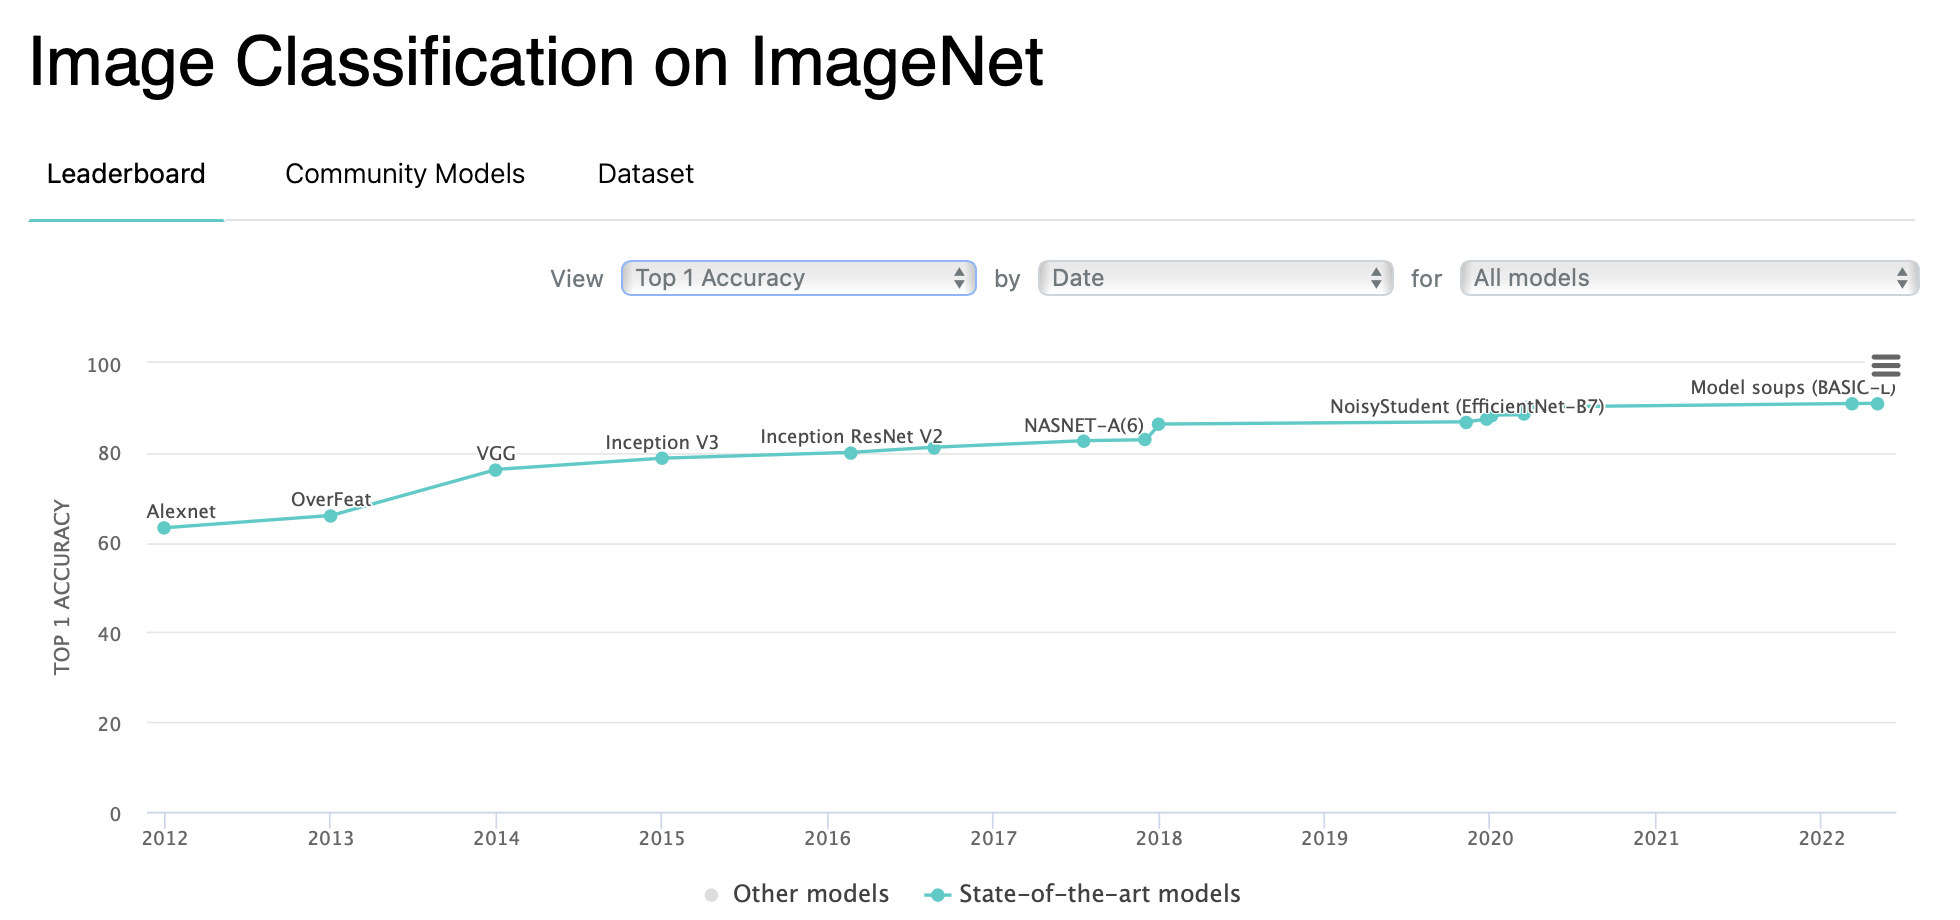 Image Classification on ImageNet
Leaderboard Community Models Dataset
View Top 1 Accuracy by Date for All models
100
80
60
40
20
0
TOP 1 ACCURACY
Alexnet
OverFeat
VGG
Inception V3
Inception ResNet V2
NASNET-A(6)
NoisyStudent (EfficientNet-B7)
Model soups (BASIC-L)
2012 2013 2014 2015 2016 2017 2018 2019 2020 2021 2022
Other models State-of-the-art models